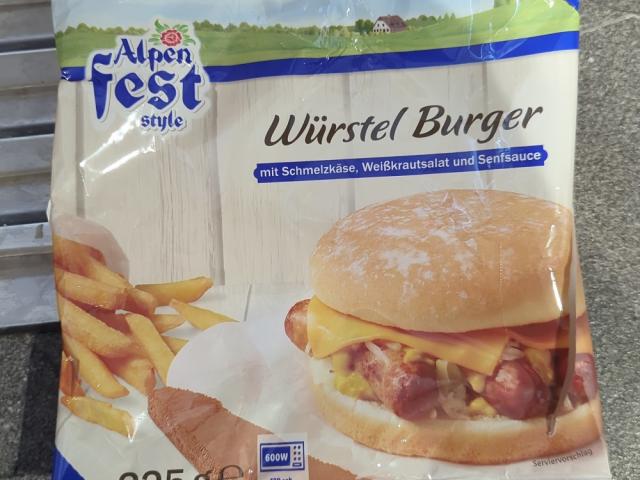 Alpen
fest
style
Würstel Burger
mit Schmelzkäse, Weißkrautsalat und Senfsauce
600W
Serviervorschlag